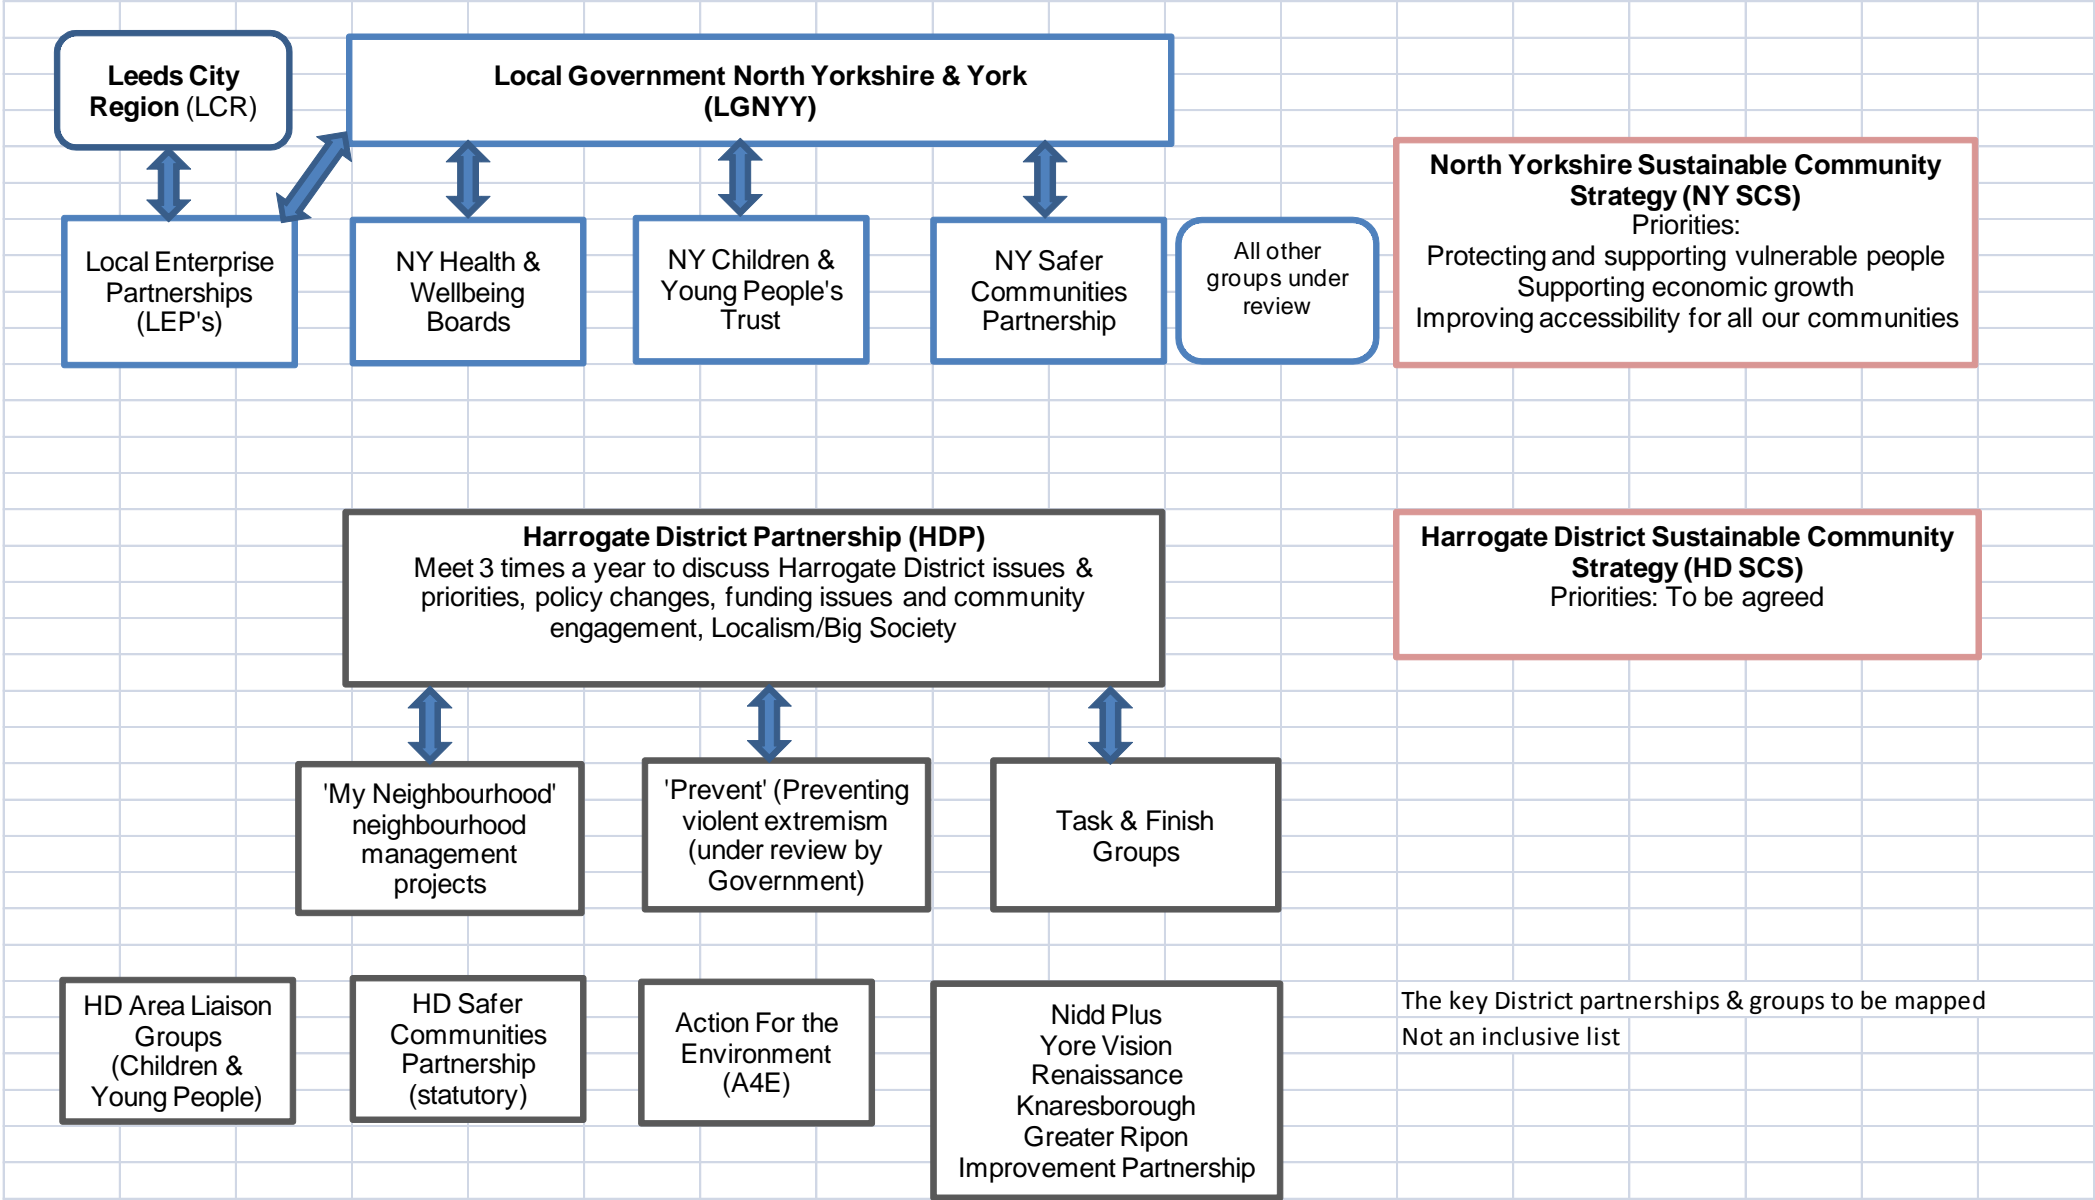 Leeds City
Region (LCR)
Local Government North Yorkshire & York
(LGNYY)
Local Enterprise
Partnerships
(LEP's)
NY Health &
Wellbeing
Boards
NY Children &
Young People's
Trust
NY Safer
Communities
Partnership
All other
groups under
review
North Yorkshire Sustainable Community
Strategy (NY SCS)
Priorities:
Protecting and supporting vulnerable people
Supporting economic growth
Improving accessibility for all our communities
Harrogate District Partnership (HDP)
Meet 3 times a year to discuss Harrogate District issues &
priorities, policy changes, funding issues and community
engagement, Localism/Big Society
Harrogate District Sustainable Community
Strategy (HD SCS)
Priorities: To be agreed
'My Neighbourhood'
neighbourhood
management
projects
'Prevent' (Preventing
violent extremism
(under review by
Government)
Task & Finish
Groups
HD Area Liaison
Groups
(Children &
Young People)
HD Safer
Communities
Partnership
(statutory)
Action For the
Environment
(A4E)
Nidd Plus
Yore Vision
Renaissance
Knaresborough
Greater Ripon
Improvement Partnership
The key District partnerships & groups to be mapped
Not an inclusive list